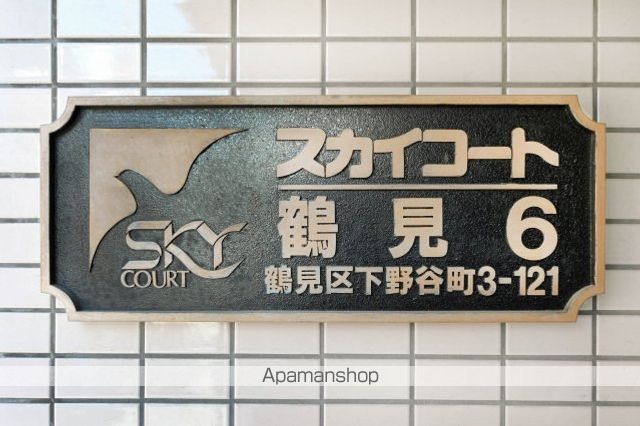 SKY
COURT
スカイコート
鶴見 6
鶴見区下野谷町3-121
Apamanshop